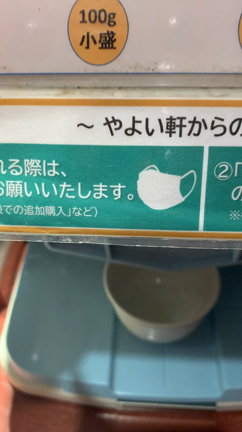 100g
小盛
～ やよい軒からの
れる際は、
お願いいたします。
での追加購入」など）
②「
の
※